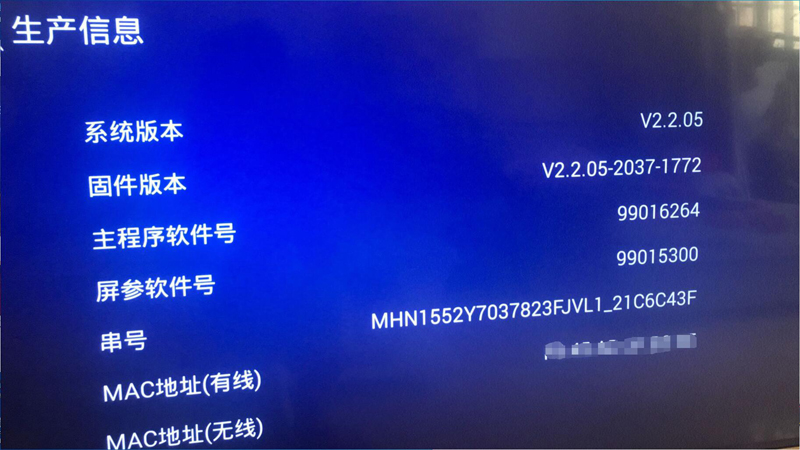 生产信息
系统版本 V2.2.05
固件版本 V2.2.05-2037-1772
主程序软件号 99016264
屏参软件号 99015300
串号 MHN1552Y7037823FJVL1_21C6C43F
MAC地址(有线)
MAC地址(无线)